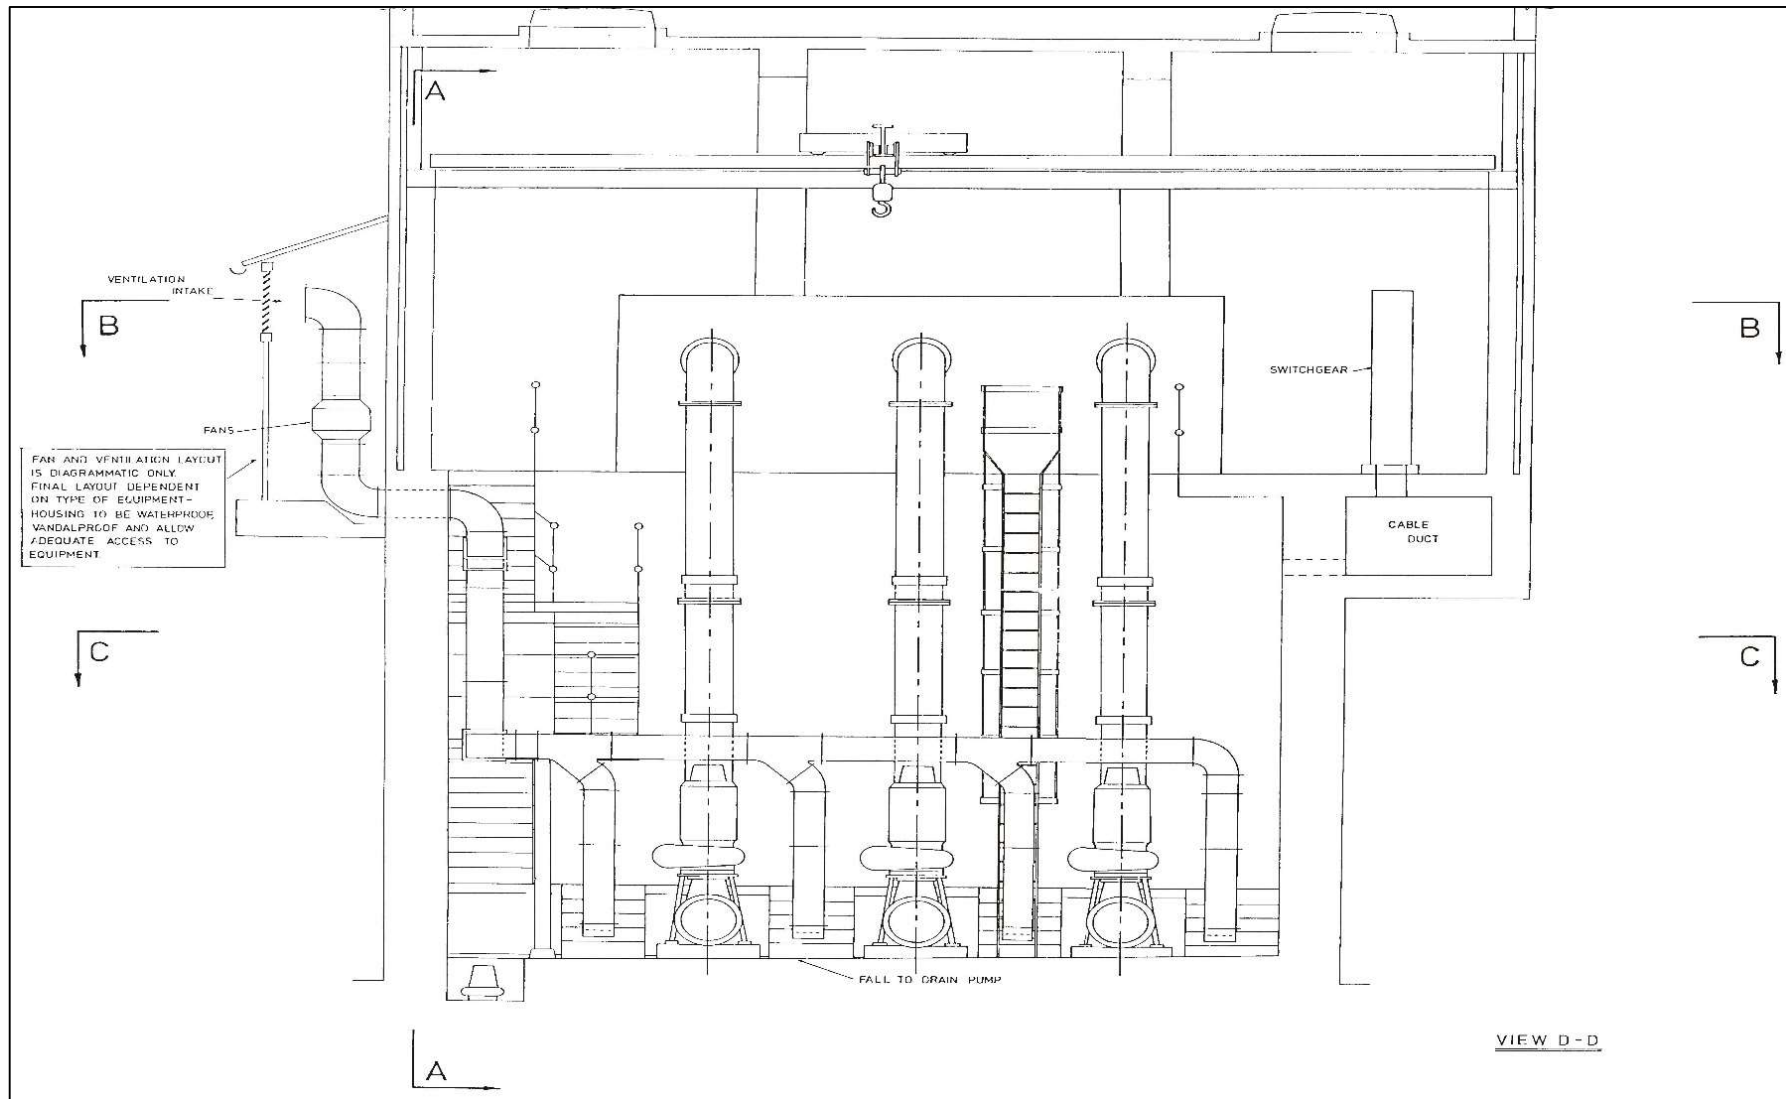 A
VENTILATION
INTAKE
B
B
SWITCHGEAR
FANS
FAN AND VENTILATION LAYOUT
IS DIAGRAMMATIC ONLY.
FINAL LAYOUT DEPENDENT
ON TYPE OF EQUIPMENT-
HOUSING TO BE WATERPROOF,
VANDALPROOF AND ALLOW
ADEQUATE ACCESS TO
EQUIPMENT
CABLE
DUCT
C
C
FALL TO DRAIN PUMP
VIEW D-D
A